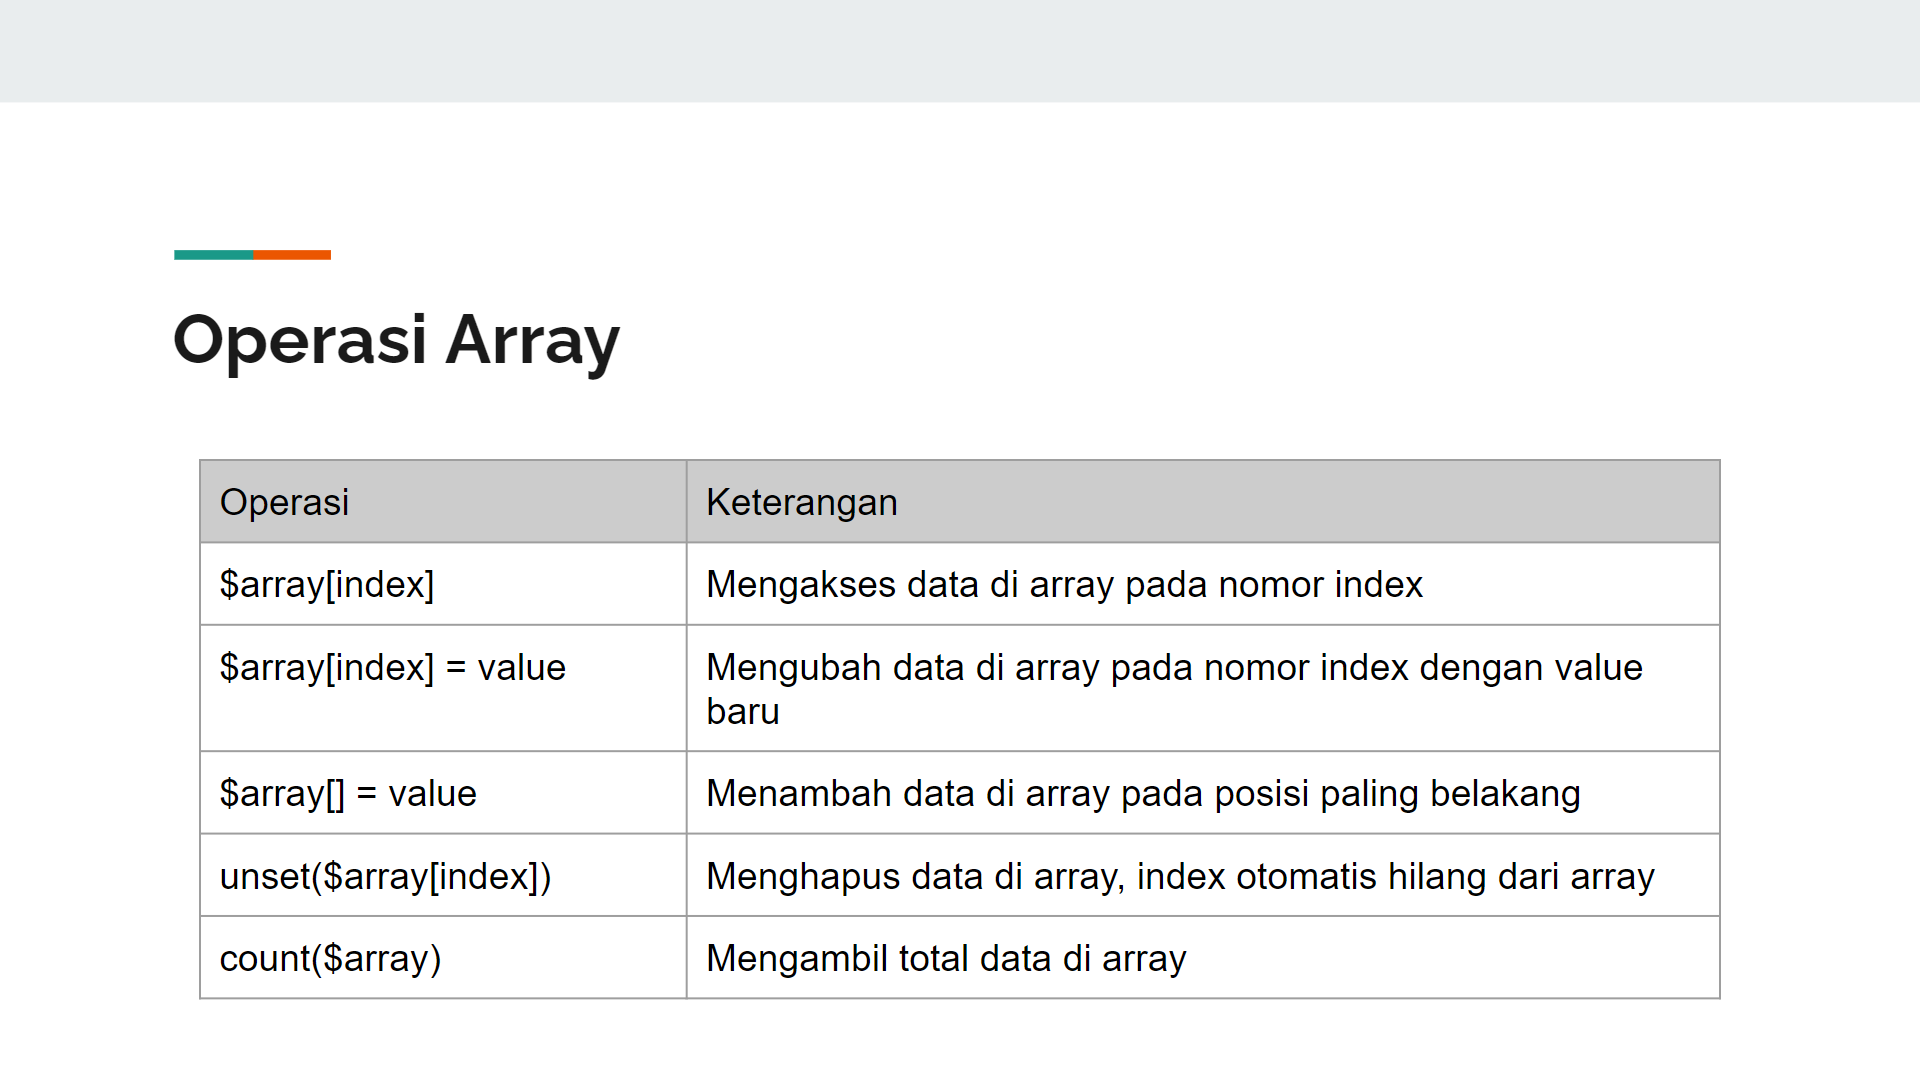 Operasi Array
Operasi
Keterangan
$array[index]
Mengakses data di array pada nomor index
$array[index] = value
Mengubah data di array pada nomor index dengan value
baru
$array[] = value
Menambah data di array pada posisi paling belakang
unset($array[index])
Menghapus data di array, index otomatis hilang dari array
count($array)
Mengambil total data di array